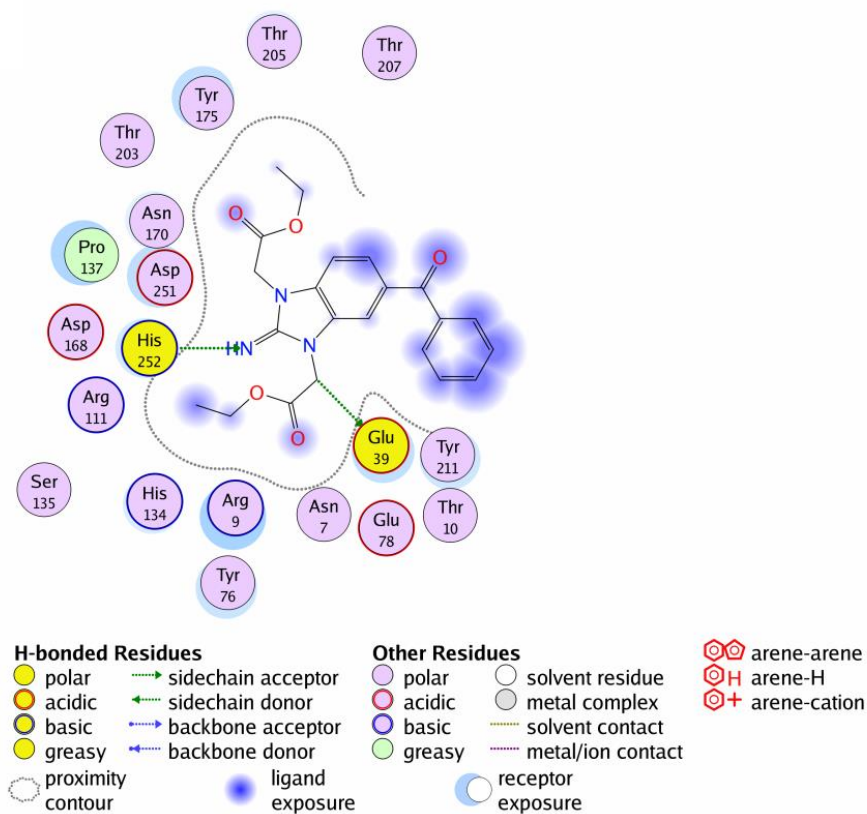 Thr
205
Thr
207
Tyr
175
Thr
203
Asn
170
Pro
137
Asp
251
Asp
168
His
252
Arg
111
Ser
135
His
134
Arg
9
Tyr
76
Asn
7
Glu
78
Thr
10
Tyr
211
Glu
39
O
O
O
N
HN
N
O
O
O
H-bonded Residues
polar
acidic
basic
greasy
sidechain acceptor
sidechain donor
backbone acceptor
backbone donor
Other Residues
polar
acidic
basic
greasy
solvent residue
metal complex
solvent contact
metal/ion contact
arene-arene
H arene-H
+ arene-cation
proximity
contour
ligand
exposure
receptor
exposure